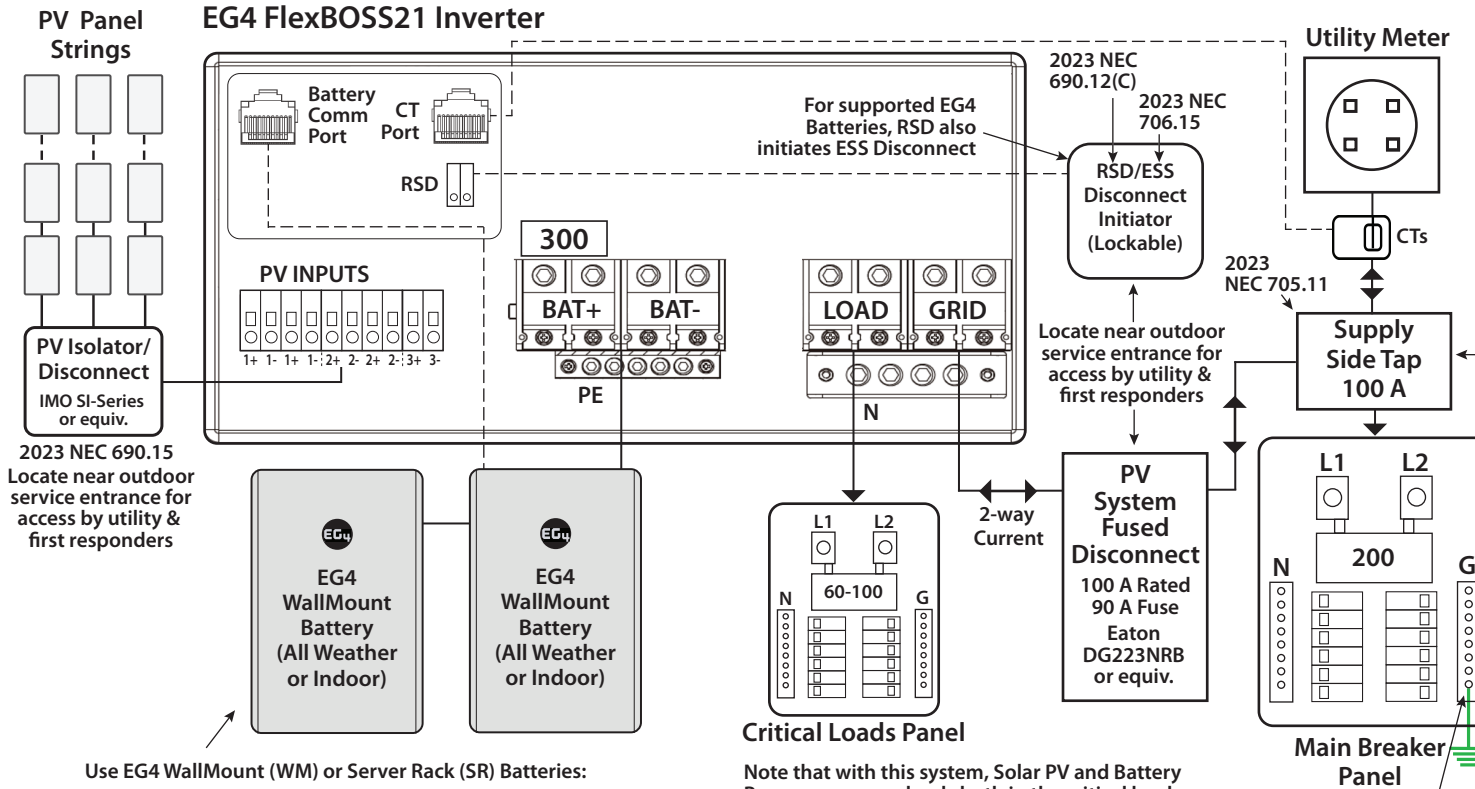 EG4 FlexBOSS21 Inverter
PV Panel
Strings
Battery
Comm
Port
CT
Port
RSD
For supported EG4
Batteries, RSD also
initiates ESS Disconnect
2023 NEC
690.12(C)
2023 NEC
706.15
RSD/ESS
Disconnect
Initiator
(Lockable)
Utility Meter
CTs
2023
NEC 705.11
Supply
Side Tap
100 A
PV INPUTS
1+ 1- 1+ 1- 2+ 2- 2+ 2- 3+ 3-
300
BAT+ BAT-
PE
LOAD GRID
N
Locate near outdoor
service entrance for
access by utility &
first responders
PV Isolator/
Disconnect
IMO SI-Series
or equiv.
2023 NEC 690.15
Locate near outdoor
service entrance for
access by utility &
first responders
EG4
EG4
WallMount
Battery
(All Weather
or Indoor)
EG4
EG4
WallMount
Battery
(All Weather
or Indoor)
2-way
Current
L1 L2
60-100
N G
Critical Loads Panel
PV
System
Fused
Disconnect
100 A Rated
90 A Fuse
Eaton
DG223NRB
or equiv.
L1 L2
200
N G
Main Breaker
Panel
Use EG4 WallMount (WM) or Server Rack (SR) Batteries:
Note that with this system, Solar PV and Battery